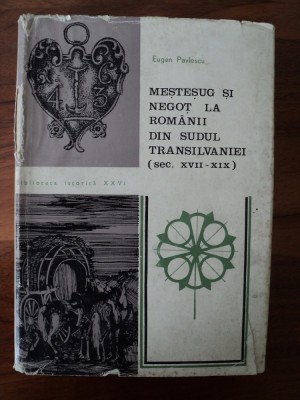 Eugen Pavlescu
MEȘTEȘUG ȘI
NEGOȚ LA
ROMÂNII
DIN SUDUL
TRANSILVANIEI
(sec. XVII-XIX)
Biblioteca Istorică XXVI